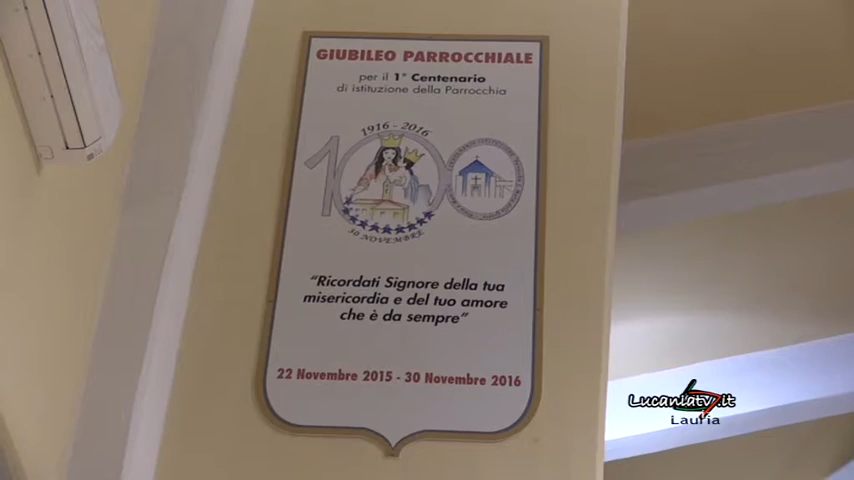 GIUBILEO PARROCCHIALE
per il 1° Centenario
di istituzione della Parrocchia
1916 - 2016
100
30 NOVEMBRE
“Ricordati Signore della tua
misericordia e del tuo amore
che è da sempre”
22 Novembre 2015 - 30 Novembre 2016
Lucaniatv.it
Lauria